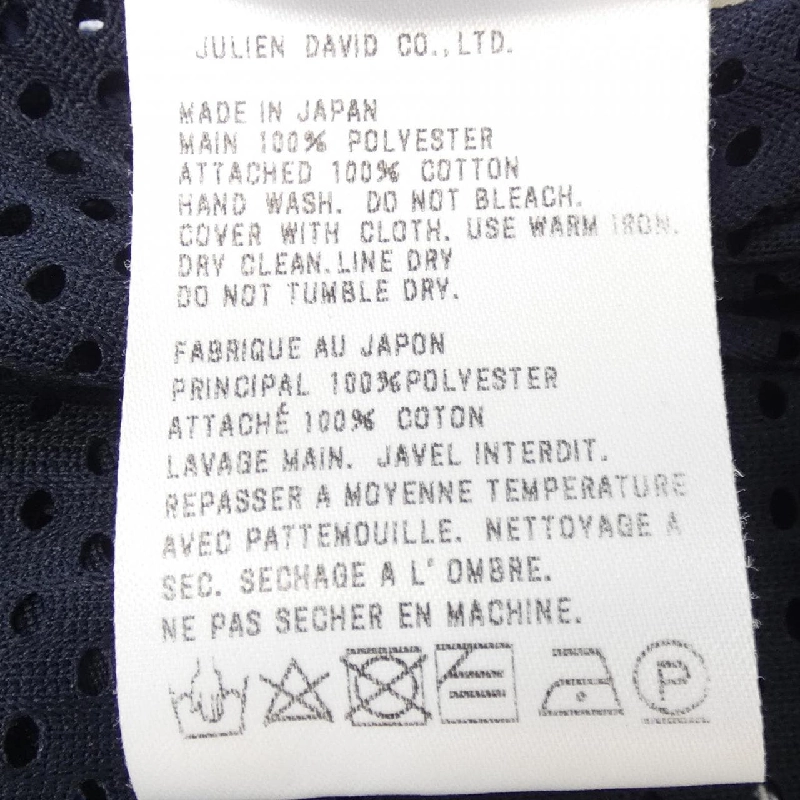 JULIEN DAVID CO., LTD.
MADE IN JAPAN
MAIN 100% POLYESTER
ATTACHED 100% COTTON
HAND WASH. DO NOT BLEACH.
COVER WITH CLOTH. USE WARM IRON.
DRY CLEAN. LINE DRY
DO NOT TUMBLE DRY.
FABRIQUE AU JAPON
PRINCIPAL 100%POLYESTER
ATTACHÉ 100% COTON
LAVAGE MAIN. JAVEL INTERDIT.
REPASSER A MOYENNE TEMPERATURE
AVEC PATTEMOUILLE. NETTOYAGE A
SEC. SECHAGE A L' OMBRE.
NE PAS SECHER EN MACHINE.
P